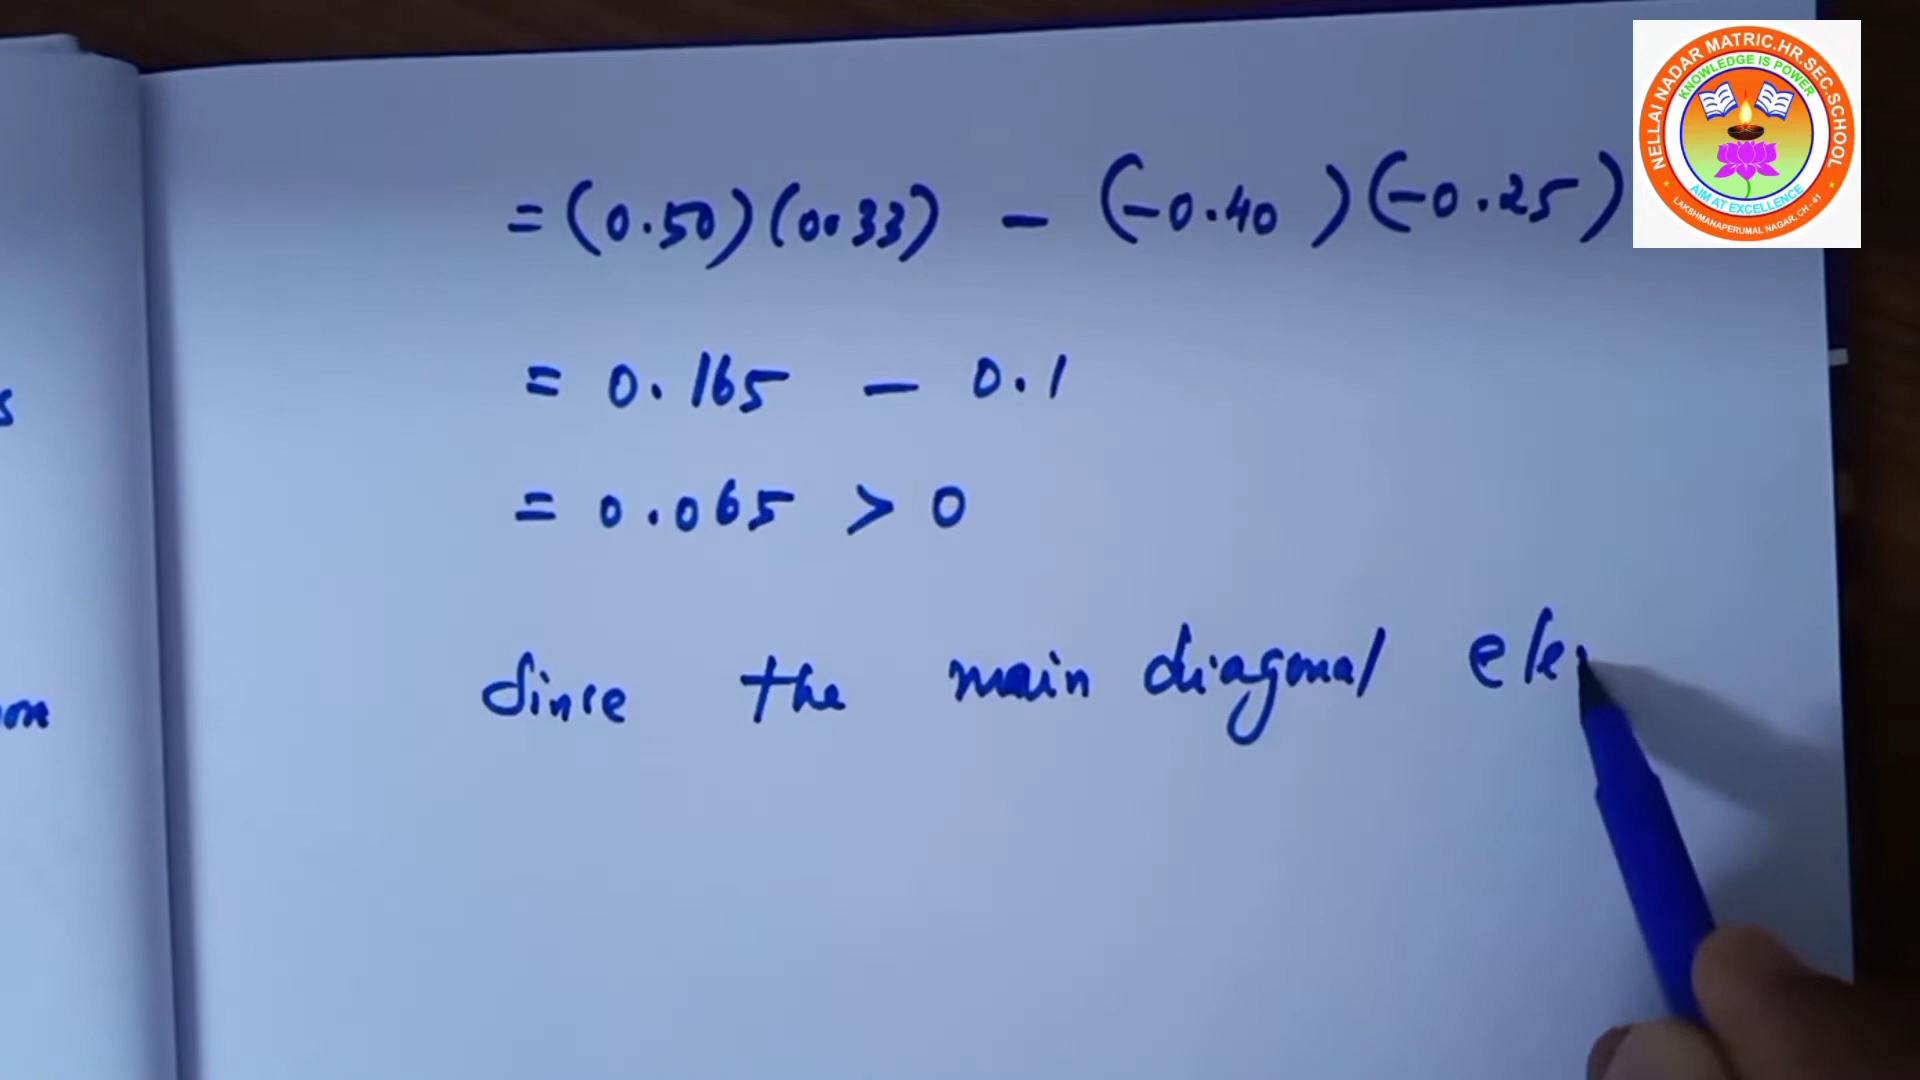 NELLAI NADAR MATRIC.HR.SEC.SCHOOL
KNOWLEDGE IS POWER
AIM AT EXCELLENCE
LAKSHMANAPERUMAL NAGAR, CH - 41
= (0.50)(0.33) - (-0.40)(-0.25)
= 0.165 - 0.1
= 0.065 > 0
s
Since the main diagonal ele
on